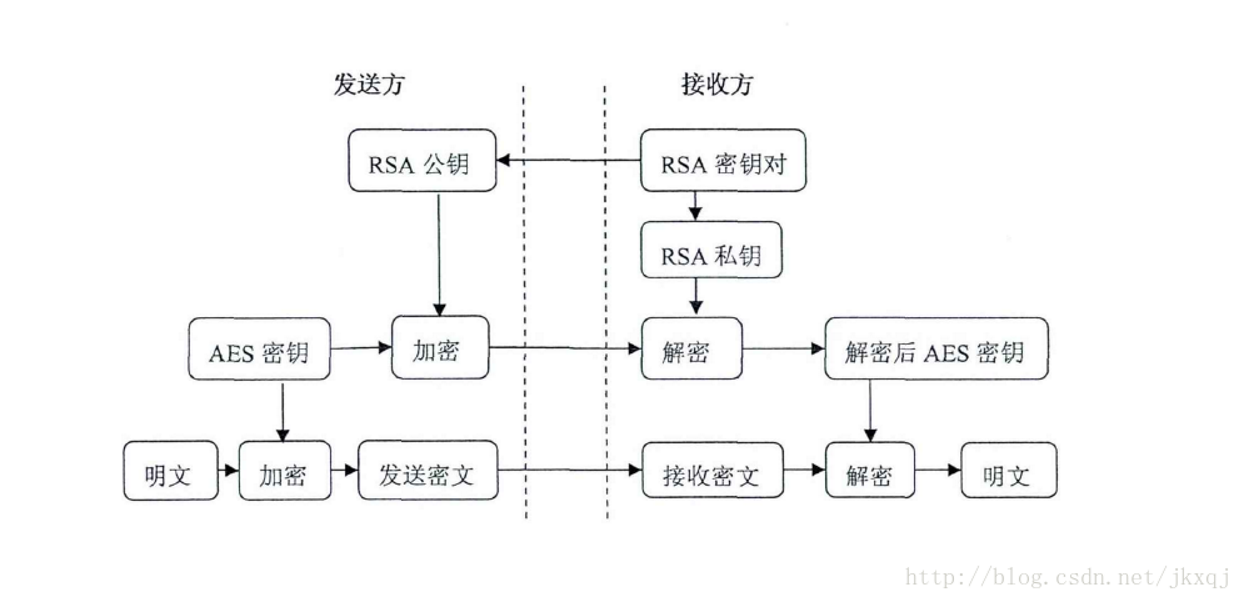 发送方
接收方
RSA 公钥
RSA 密钥对
RSA 私钥
AES 密钥
加密
解密
解密后 AES 密钥
明文
加密
发送密文
接收密文
解密
明文
http://blog.csdn.net/jkxqj